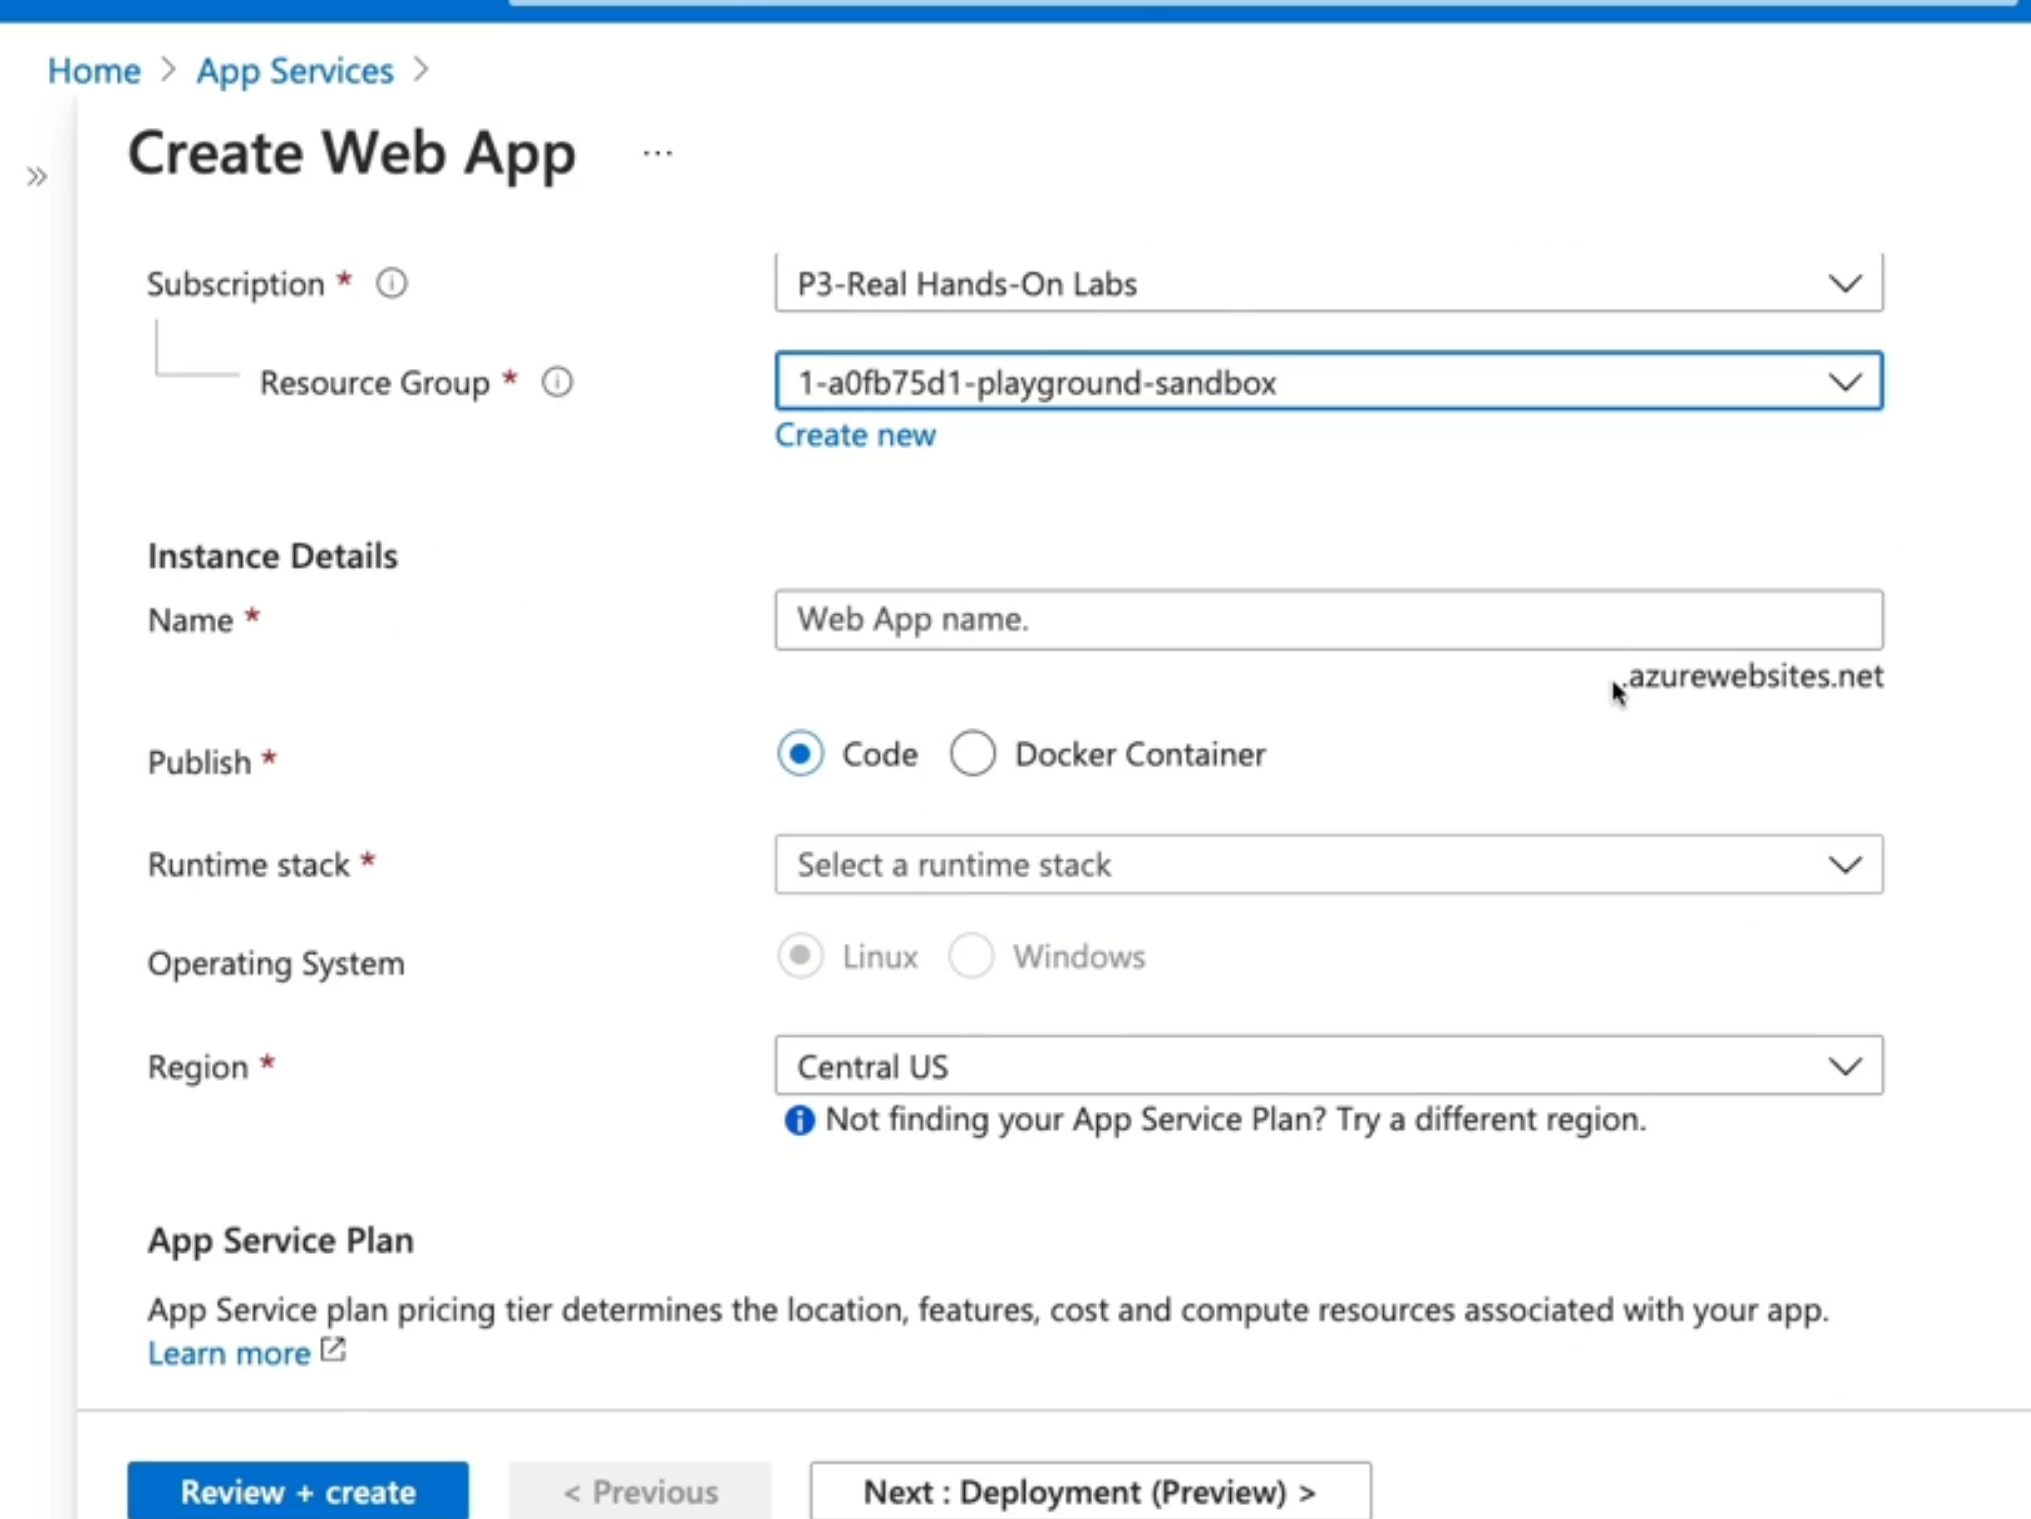 Home > App Services >
Create Web App ...
Subscription * P3-Real Hands-On Labs
Resource Group * 1-a0fb75d1-playground-sandbox
Create new
Instance Details
Name * Web App name.
.azurewebsites.net
Publish * Code Docker Container
Runtime stack * Select a runtime stack
Operating System Linux Windows
Region * Central US
Not finding your App Service Plan? Try a different region.
App Service Plan
App Service plan pricing tier determines the location, features, cost and compute resources associated with your app.
Learn more
Review + create < Previous Next : Deployment (Preview) >